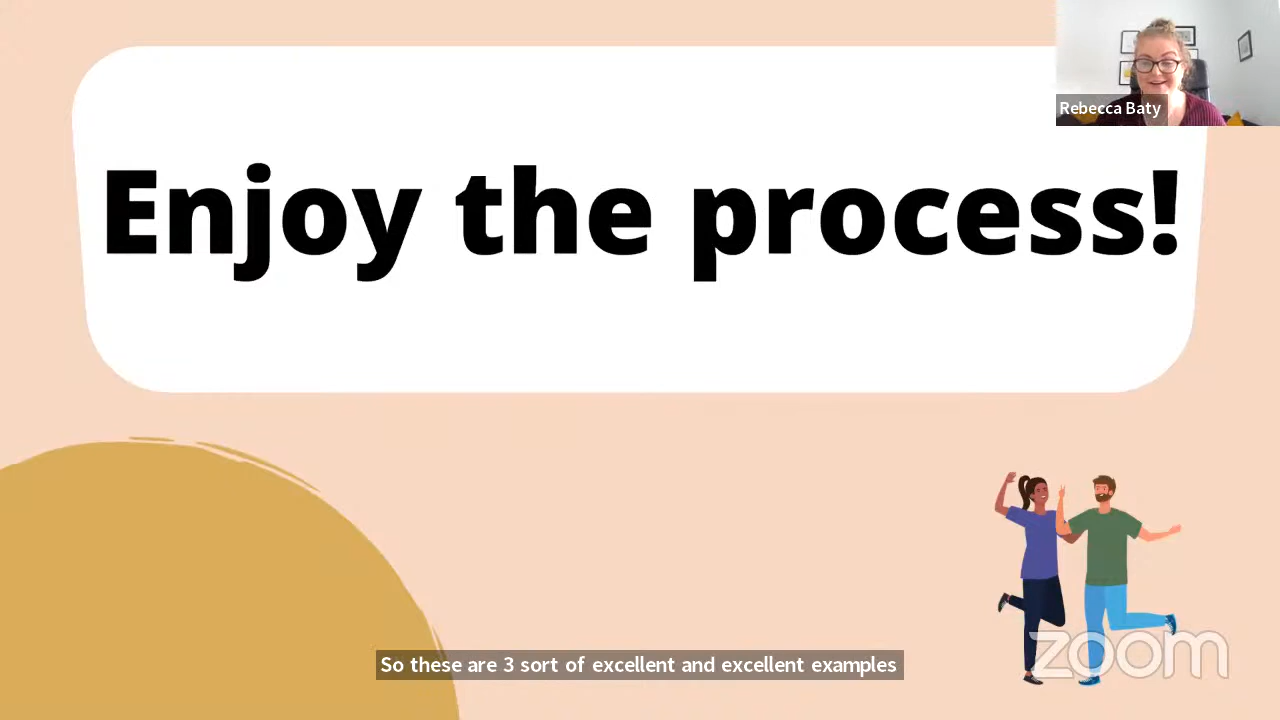 Rebecca Baty
Enjoy the process!
So these are 3 sort of excellent and excellent examples
zoom